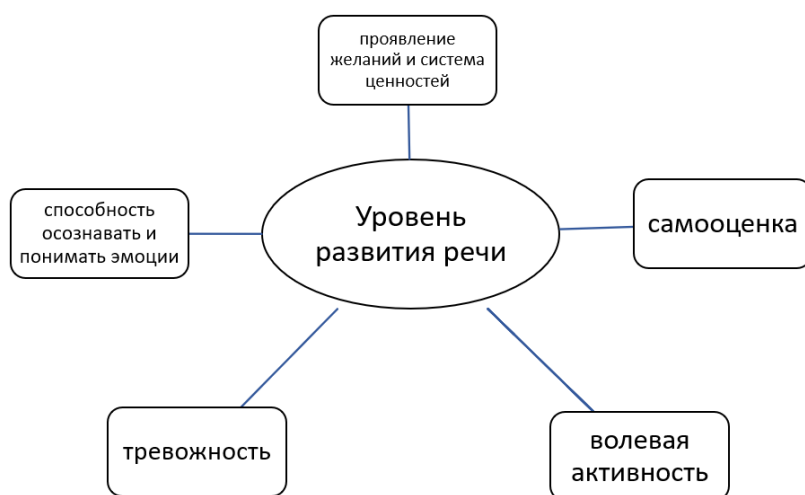 проявление
желаний и система
ценностей
способность
осознавать и
понимать эмоции
Уровень
развития речи
самооценка
тревожность
волевая
активность